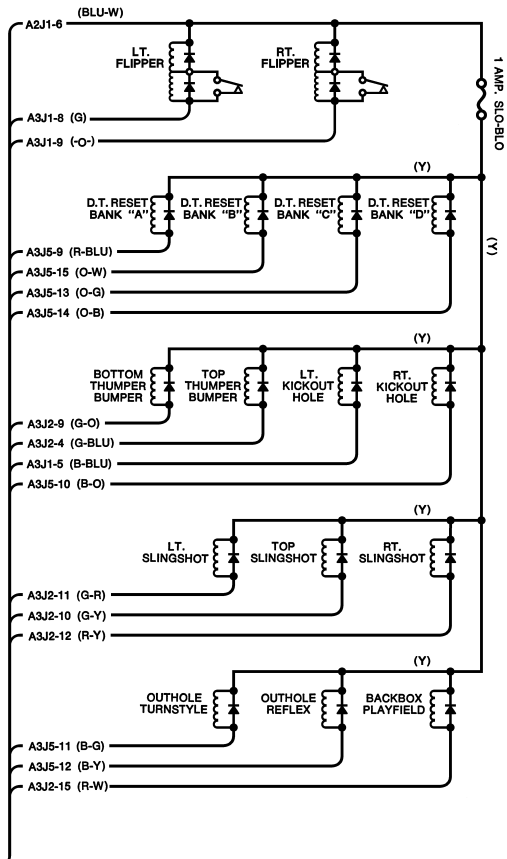 (BLU-W)
A2J1-6
LT.
FLIPPER
RT.
FLIPPER
1 AMP. SLO-BLO
A3J1-8 (G)
A3J1-9 (-O-)
(Y)
D.T. RESET
BANK "A"
D.T. RESET
BANK "B"
D.T. RESET
BANK "C"
D.T. RESET
BANK "D"
(Y)
A3J5-9 (R-BLU)
A3J5-15 (O-W)
A3J5-13 (O-G)
A3J5-14 (O-B)
(Y)
BOTTOM
THUMPER
BUMPER
TOP
THUMPER
BUMPER
LT.
KICKOUT
HOLE
RT.
KICKOUT
HOLE
A3J2-9 (G-O)
A3J2-4 (G-BLU)
A3J1-5 (B-BLU)
A3J5-10 (B-O)
(Y)
LT.
SLINGSHOT
TOP
SLINGSHOT
RT.
SLINGSHOT
A3J2-11 (G-R)
A3J2-10 (G-Y)
A3J2-12 (R-Y)
(Y)
OUTHOLE
TURNSTYLE
OUTHOLE
REFLEX
BACKBOX
PLAYFIELD
A3J5-11 (B-G)
A3J5-12 (B-Y)
A3J2-15 (R-W)